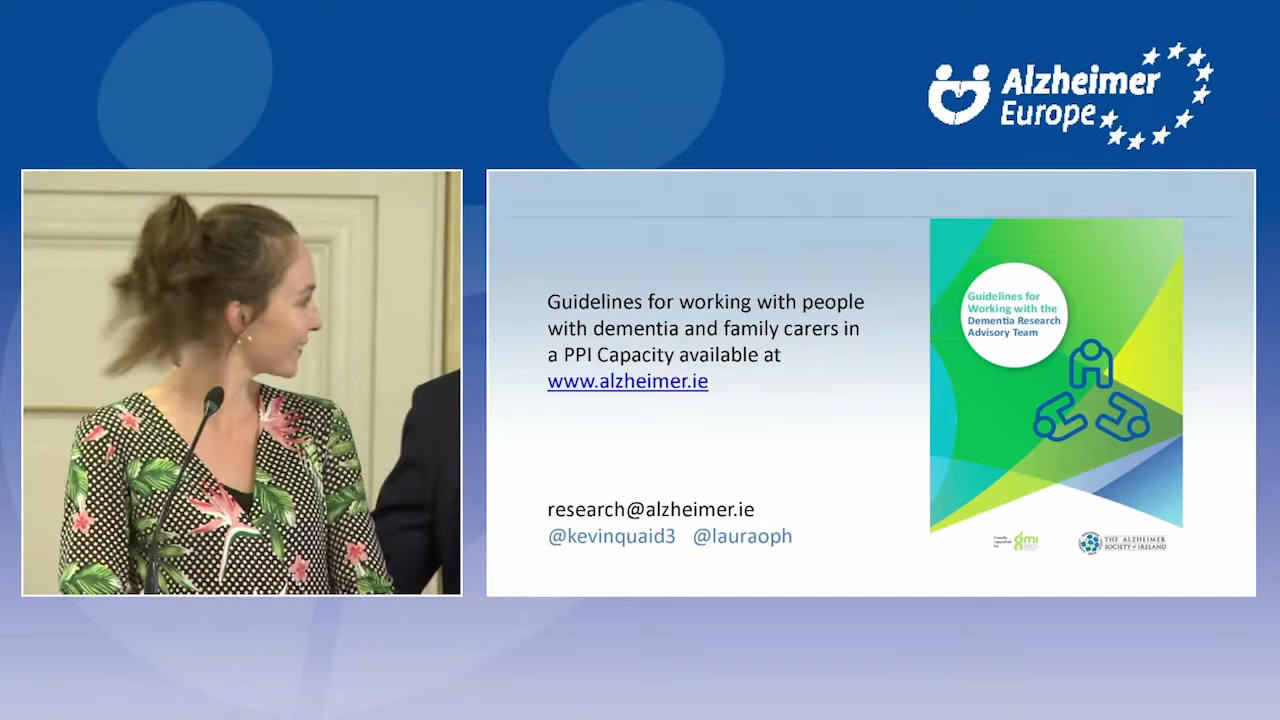 Alzheimer
Europe
Guidelines for working with people
with dementia and family carers in
a PPI Capacity available at
www.alzheimer.ie
research@alzheimer.ie
@kevinquaid3 @lauraoph
Guidelines for
Working with the
Dementia Research
Advisory Team
gmi
THE ALZHEIMER
SOCIETY of IRELAND